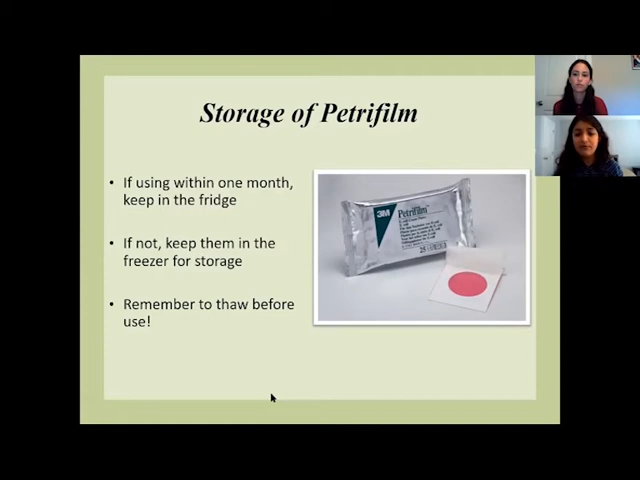 Storage of Petrifilm
• If using within one month,
keep in the fridge
• If not, keep them in the
freezer for storage
• Remember to thaw before
use!
3M
Petrifilm